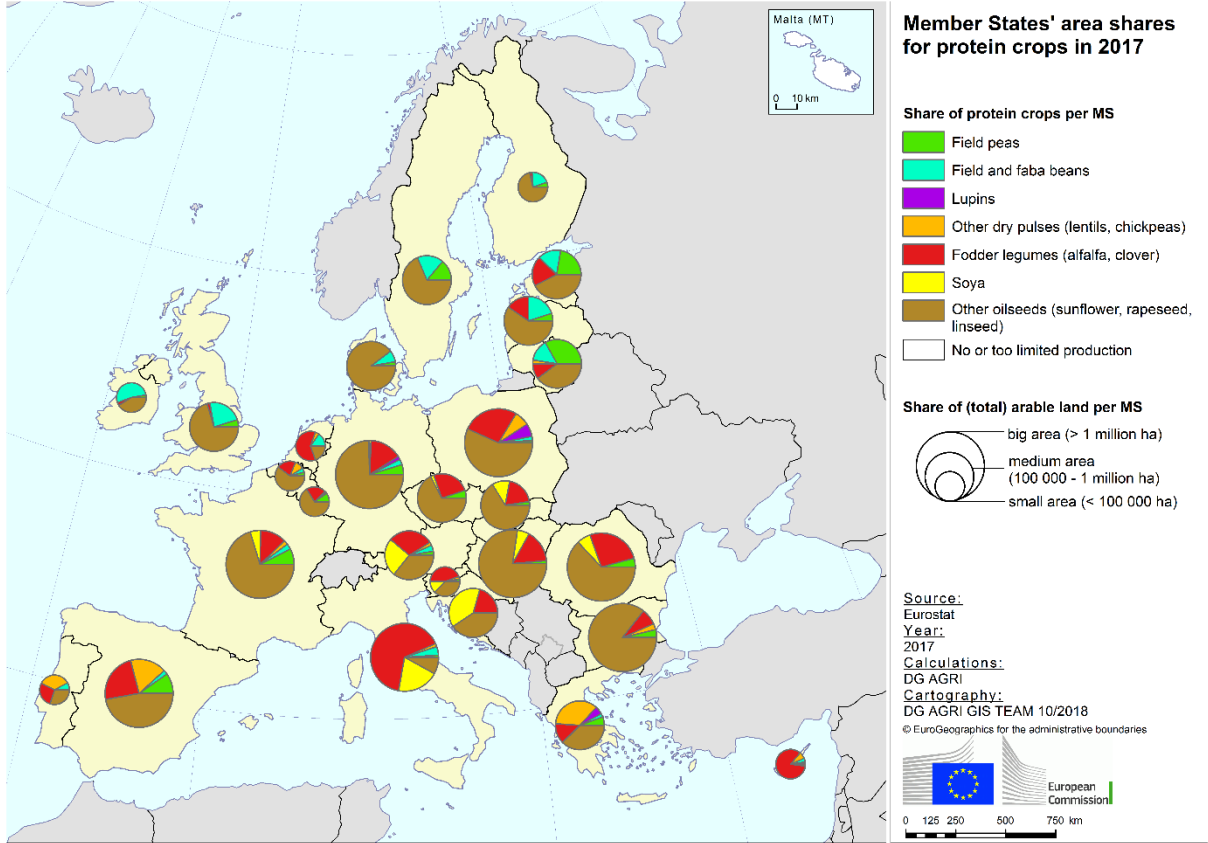 Malta (MT)
0 10 km
Member States' area shares
for protein crops in 2017
Share of protein crops per MS
Field peas
Field and faba beans
Lupins
Other dry pulses (lentils, chickpeas)
Fodder legumes (alfalfa, clover)
Soya
Other oilseeds (sunflower, rapeseed,
linseed)
No or too limited production
Share of (total) arable land per MS
big area (> 1 million ha)
medium area
(100 000 - 1 million ha)
small area (< 100 000 ha)
Source:
Eurostat
Year:
2017
Calculations:
DG AGRI
Cartography:
DG AGRI GIS TEAM 10/2018
© EuroGeographics for the administrative boundaries
European
Commission
0 125 250 500 750 km